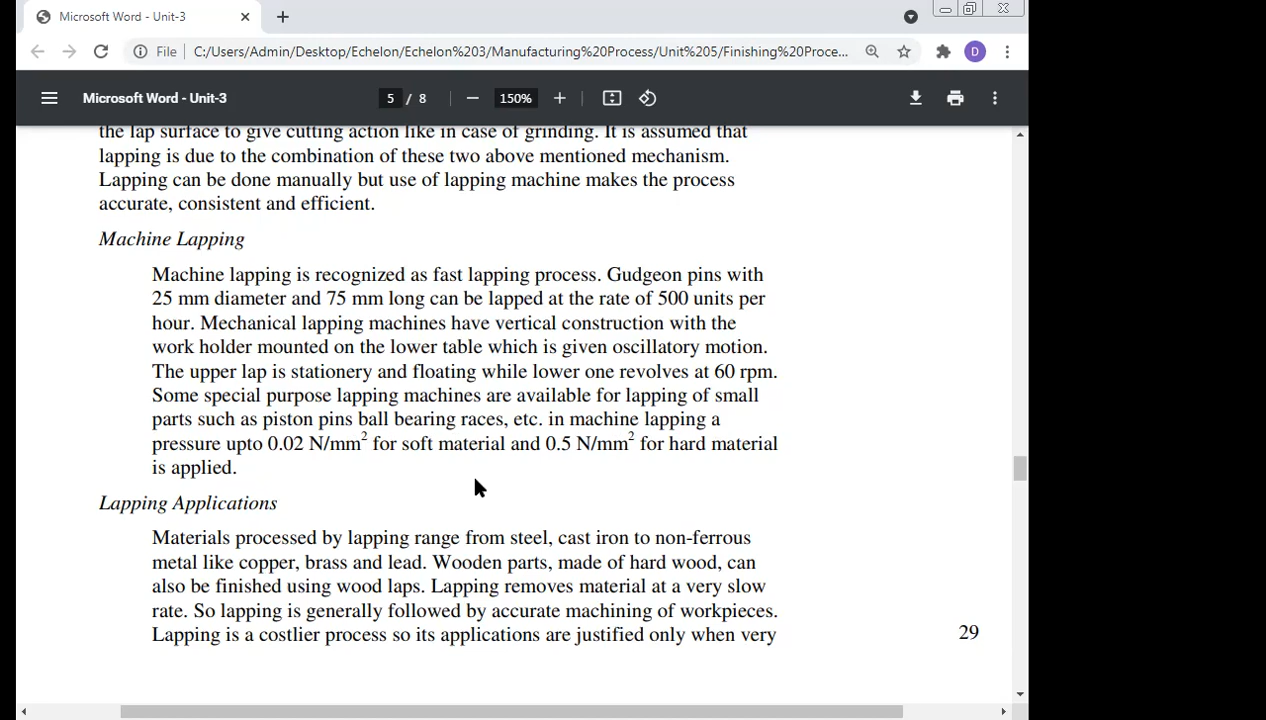 Microsoft Word - Unit-3
File C:/Users/Admin/Desktop/Echelon/Echelon%203/Manufacturing%20Process/Unit%205/Finishing%20Proce... D
Microsoft Word - Unit-3 5 / 8 150%
the lap surface to give cutting action like in case of grinding. It is assumed that
lapping is due to the combination of these two above mentioned mechanism.
Lapping can be done manually but use of lapping machine makes the process
accurate, consistent and efficient.
Machine Lapping
Machine lapping is recognized as fast lapping process. Gudgeon pins with
25 mm diameter and 75 mm long can be lapped at the rate of 500 units per
hour. Mechanical lapping machines have vertical construction with the
work holder mounted on the lower table which is given oscillatory motion.
The upper lap is stationery and floating while lower one revolves at 60 rpm.
Some special purpose lapping machines are available for lapping of small
parts such as piston pins ball bearing races, etc. in machine lapping a
pressure upto 0.02 N/mm² for soft material and 0.5 N/mm² for hard material
is applied.
Lapping Applications
Materials processed by lapping range from steel, cast iron to non-ferrous
metal like copper, brass and lead. Wooden parts, made of hard wood, can
also be finished using wood laps. Lapping removes material at a very slow
rate. So lapping is generally followed by accurate machining of workpieces.
Lapping is a costlier process so its applications are justified only when very
29